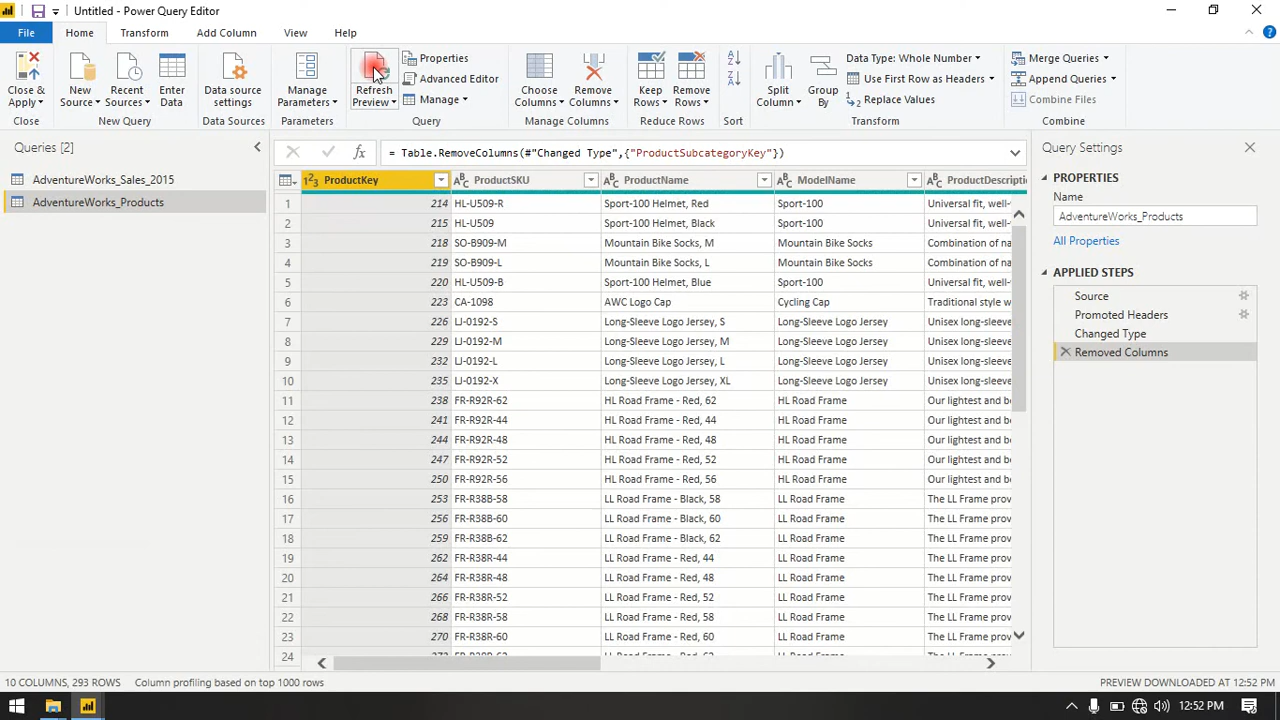 Untitled - Power Query Editor
File Home Transform Add Column View Help
Close & Apply
New Source
Recent Sources
Enter Data
Data source settings
Manage Parameters
Refresh Preview
Properties
Advanced Editor
Manage
Choose Columns
Remove Columns
Keep Rows
Remove Rows
Split Column
Group By
Data Type: Whole Number
Use First Row as Headers
Replace Values
Merge Queries
Append Queries
Combine Files
Close New Query Data Sources Parameters Query Manage Columns Reduce Rows Sort Transform Combine
Queries [2]
AdventureWorks_Sales_2015
AdventureWorks_Products
= Table.RemoveColumns(#"Changed Type",{"ProductSubcategoryKey"})
ProductKey ProductSKU ProductName ModelName ProductDescripti
1 214 HL-U509-R Sport-100 Helmet, Red Sport-100 Universal fit, well-
2 215 HL-U509 Sport-100 Helmet, Black Sport-100 Universal fit, well-
3 218 SO-B909-M Mountain Bike Socks, M Mountain Bike Socks Combination of na
4 219 SO-B909-L Mountain Bike Socks, L Mountain Bike Socks Combination of na
5 220 HL-U509-B Sport-100 Helmet, Blue Sport-100 Universal fit, well-
6 223 CA-1098 AWC Logo Cap Cycling Cap Traditional style w
7 226 LJ-0192-S Long-Sleeve Logo Jersey, S Long-Sleeve Logo Jersey Unisex long-sleeve
8 229 LJ-0192-M Long-Sleeve Logo Jersey, M Long-Sleeve Logo Jersey Unisex long-sleeve
9 232 LJ-0192-L Long-Sleeve Logo Jersey, L Long-Sleeve Logo Jersey Unisex long-sleeve
10 235 LJ-0192-X Long-Sleeve Logo Jersey, XL Long-Sleeve Logo Jersey Unisex long-sleeve
11 238 FR-R92R-62 HL Road Frame - Red, 62 HL Road Frame Our lightest and be
12 241 FR-R92R-44 HL Road Frame - Red, 44 HL Road Frame Our lightest and be
13 244 FR-R92R-48 HL Road Frame - Red, 48 HL Road Frame Our lightest and be
14 247 FR-R92R-52 HL Road Frame - Red, 52 HL Road Frame Our lightest and be
15 250 FR-R92R-56 HL Road Frame - Red, 56 HL Road Frame Our lightest and be
16 253 FR-R38B-58 LL Road Frame - Black, 58 LL Road Frame The LL Frame prov
17 256 FR-R38B-60 LL Road Frame - Black, 60 LL Road Frame The LL Frame prov
18 259 FR-R38B-62 LL Road Frame - Black, 62 LL Road Frame The LL Frame prov
19 262 FR-R38R-44 LL Road Frame - Red, 44 LL Road Frame The LL Frame prov
20 264 FR-R38R-48 LL Road Frame - Red, 48 LL Road Frame The LL Frame prov
21 266 FR-R38R-52 LL Road Frame - Red, 52 LL Road Frame The LL Frame prov
22 268 FR-R38R-58 LL Road Frame - Red, 58 LL Road Frame The LL Frame prov
23 270 FR-R38R-60 LL Road Frame - Red, 60 LL Road Frame The LL Frame prov
24
Query Settings
PROPERTIES
Name
AdventureWorks_Products
All Properties
APPLIED STEPS
Source
Promoted Headers
Changed Type
Removed Columns
10 COLUMNS, 293 ROWS Column profiling based on top 1000 rows PREVIEW DOWNLOADED AT 12:52 PM
12:52 PM